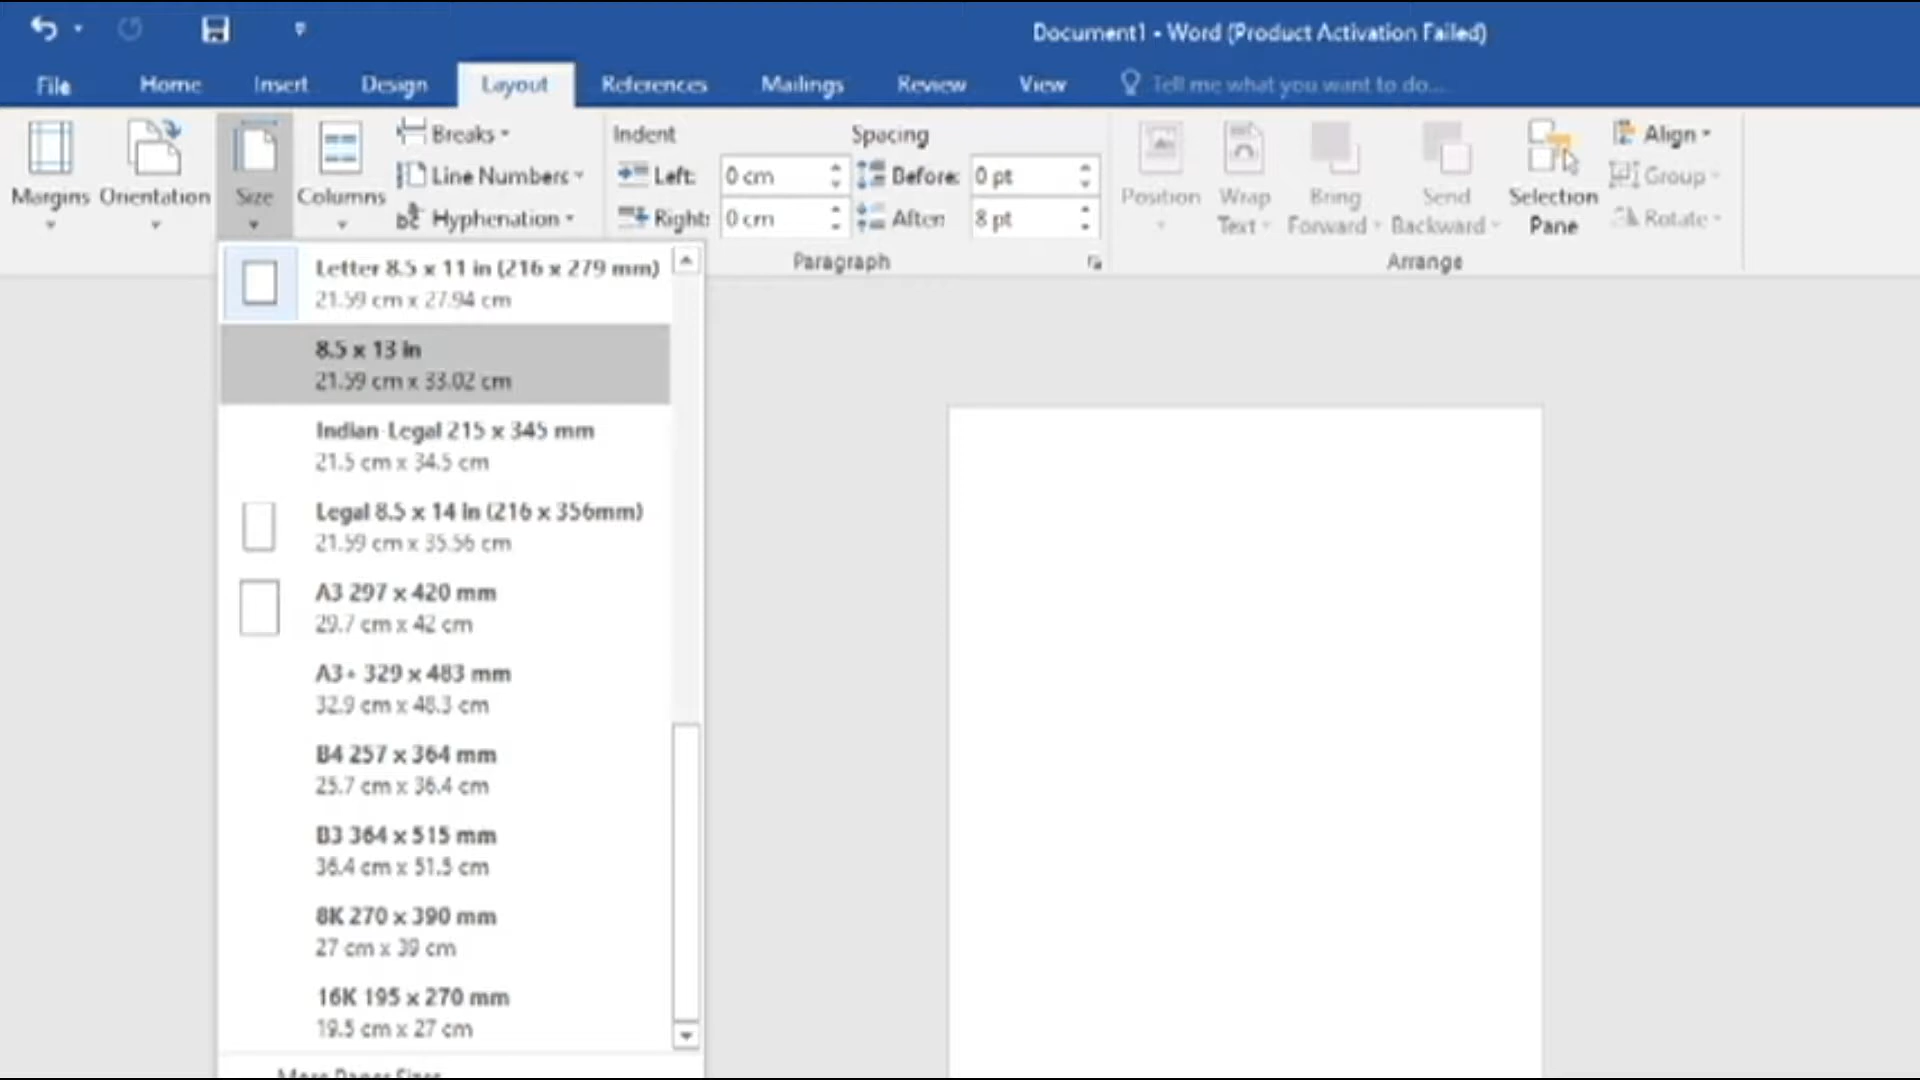 Document1 - Word (Product Activation Failed)
File Home Insert Design Layout References Mailings Review View Tell me what you want to do...
Margins Orientation Size Columns
Breaks
Line Numbers
Hyphenation
Indent
Left: 0 cm
Right: 0 cm
Spacing
Before: 0 pt
After: 8 pt
Paragraph
Position
Wrap Text
Bring Forward
Send Backward
Selection Pane
Align
Group
Rotate
Arrange
Letter 8.5 x 11 in (216 x 279 mm)
21.59 cm x 27.94 cm
8.5 x 13 in
21.59 cm x 33.02 cm
Indian-Legal 215 x 345 mm
21.5 cm x 34.5 cm
Legal 8.5 x 14 in (216 x 356mm)
21.59 cm x 35.56 cm
A3 297 x 420 mm
29.7 cm x 42 cm
A3+ 329 x 483 mm
32.9 cm x 48.3 cm
B4 257 x 364 mm
25.7 cm x 36.4 cm
B3 364 x 515 mm
36.4 cm x 51.5 cm
8K 270 x 390 mm
27 cm x 39 cm
16K 195 x 270 mm
19.5 cm x 27 cm
More Paper Sizes